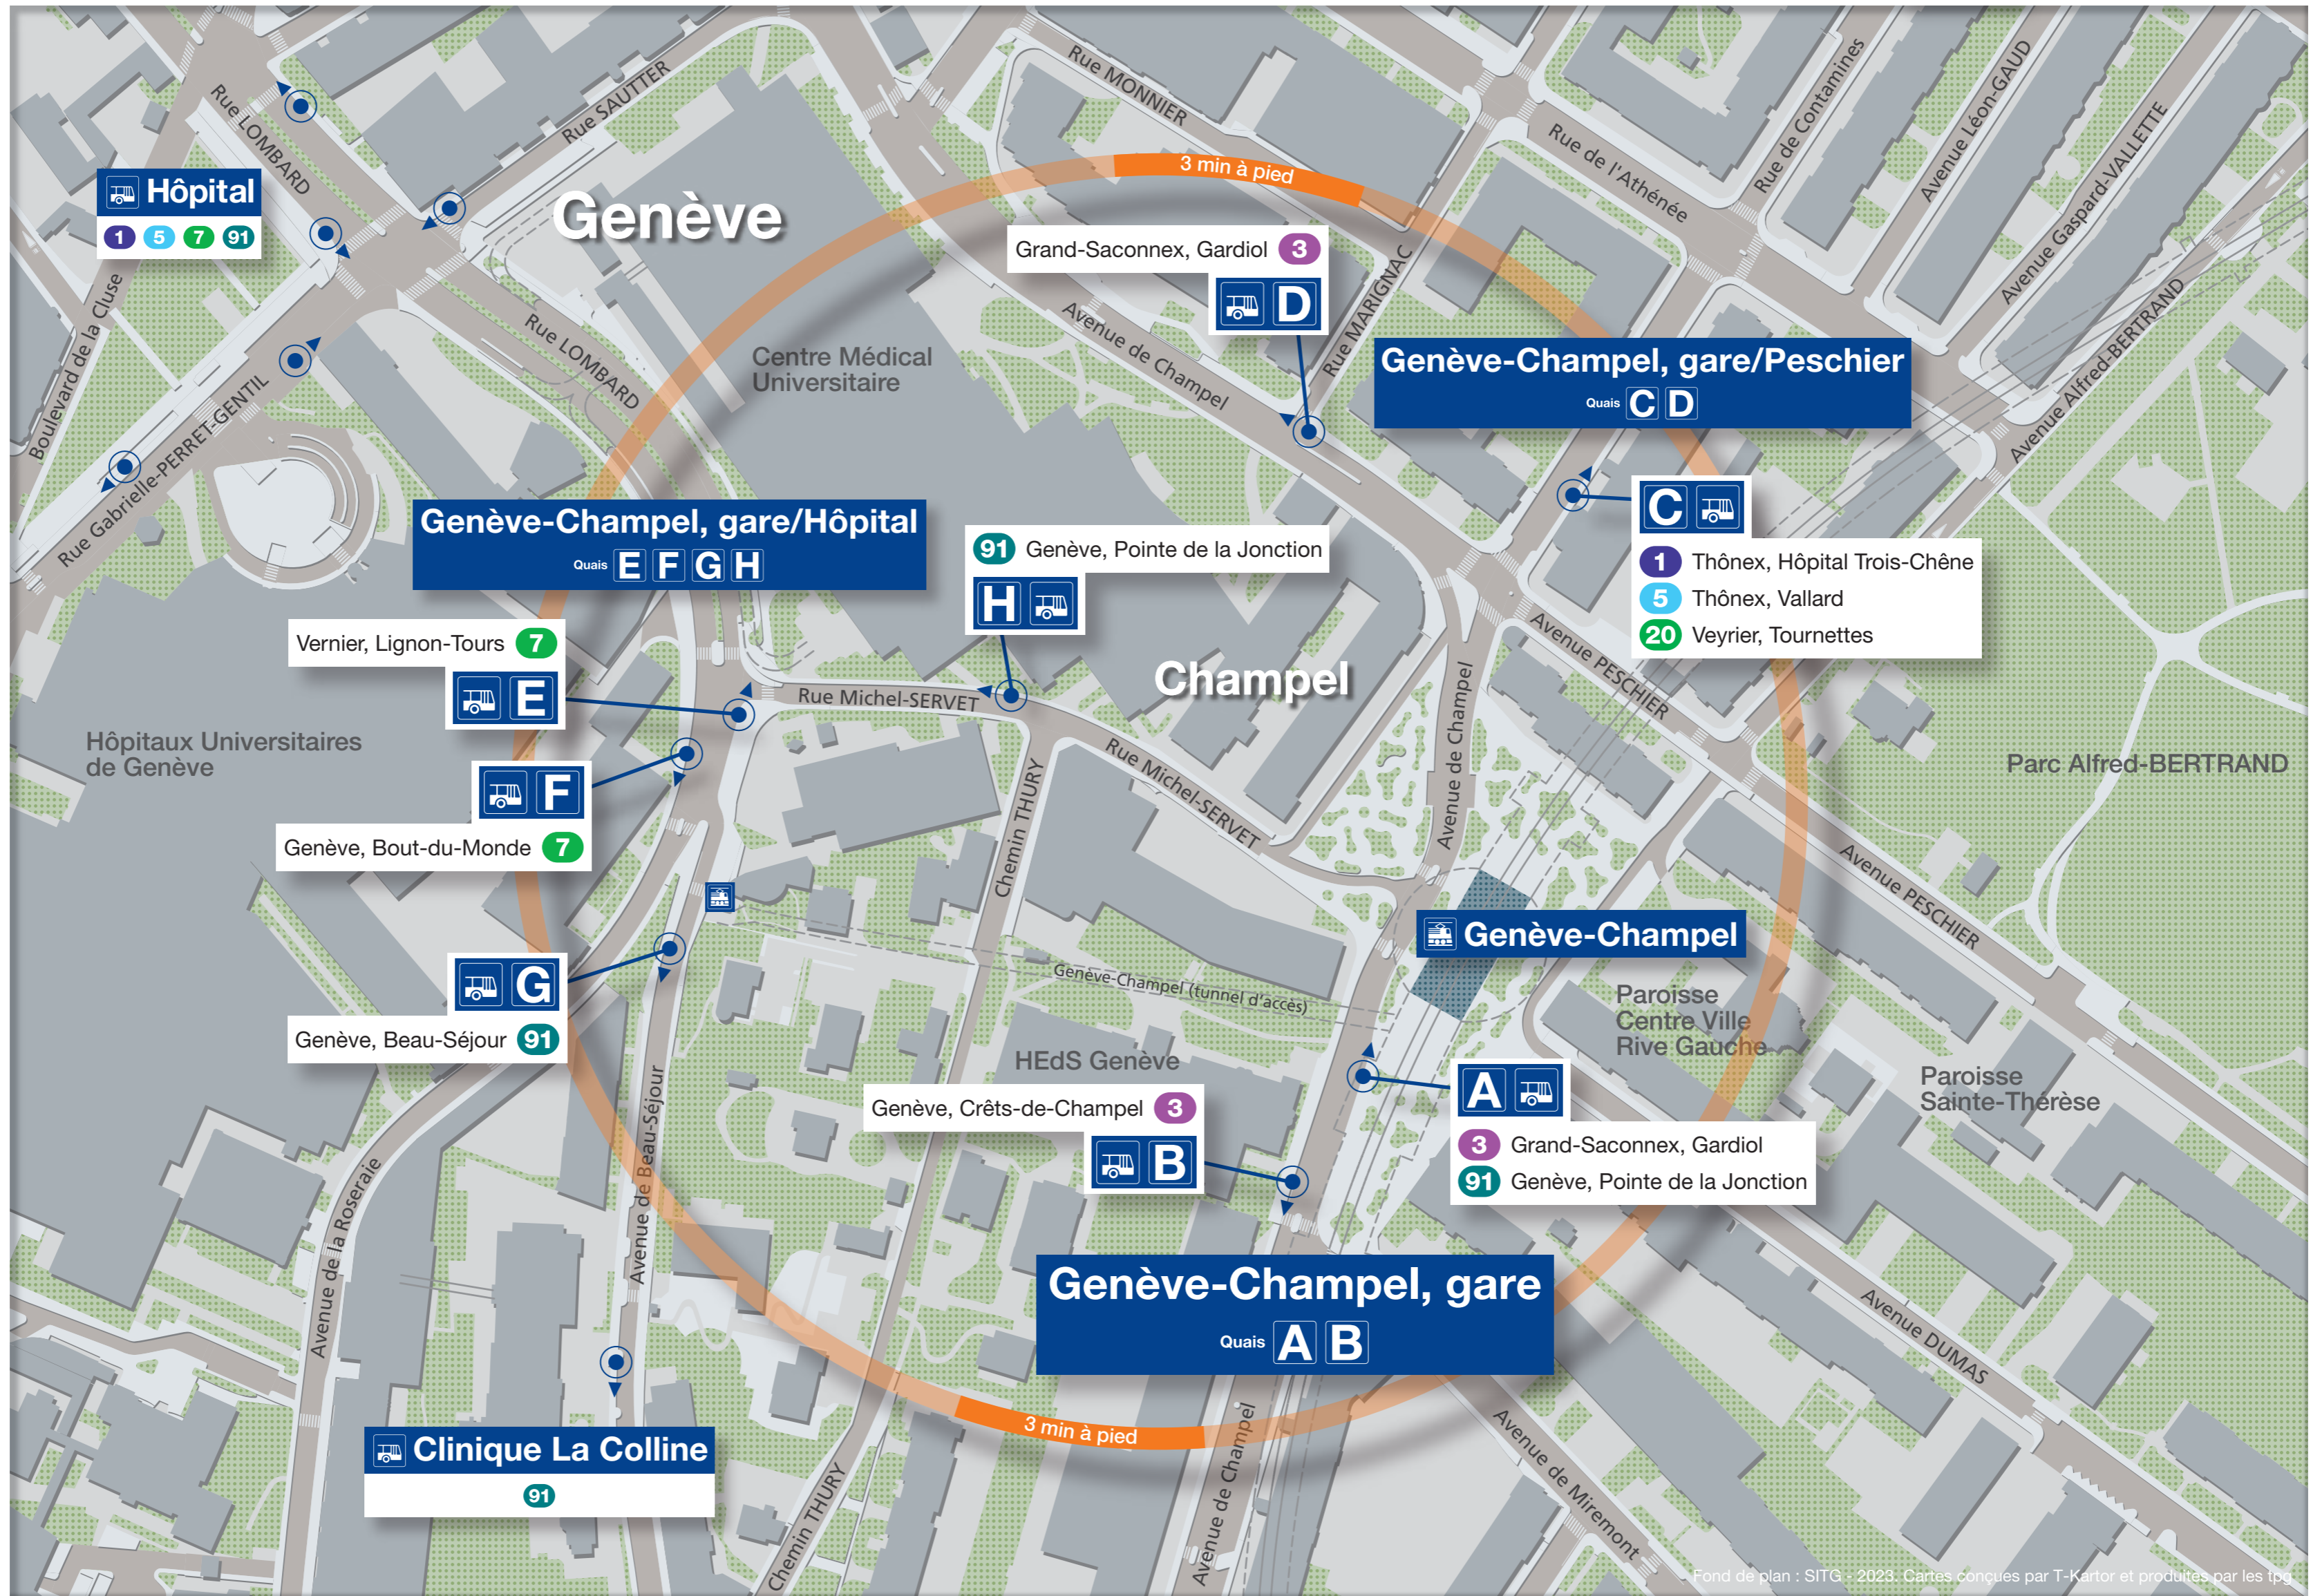 Rue LOMBARD
Rue SAUTTER
Rue MONNIER
Rue de l'Athénée
Rue de Contamines
Avenue Léon-GAUD
Avenue Gaspard-VALLETTE
Avenue Alfred-BERTRAND
3 min à pied
Hôpital
1 5 7 91
Genève
Boulevard de la Cluse
Rue Gabrielle-PERRET-GENTIL
Rue LOMBARD
Centre Médical
Universitaire
Grand-Saconnex, Gardiol 3
D
Avenue de Champel
Rue MARIGNAC
Genève-Champel, gare/Peschier
Quais C D
C
1 Thônex, Hôpital Trois-Chêne
5 Thônex, Vallard
20 Veyrier, Tournettes
Genève-Champel, gare/Hôpital
Quais E F G H
91 Genève, Pointe de la Jonction
H
Vernier, Lignon-Tours 7
E
Rue Michel-SERVET
Champel
Avenue PESCHIER
Hôpitaux Universitaires
de Genève
F
Genève, Bout-du-Monde 7
Chemin THURY
Rue Michel-SERVET
Avenue de Champel
Parc Alfred-BERTRAND
Avenue PESCHIER
Genève-Champel
G
Genève, Beau-Séjour 91
Genève-Champel (tunnel d'accès)
Paroisse
Centre Ville
Rive Gauche
HEdS Genève
Paroisse
Sainte-Thérèse
Genève, Crêts-de-Champel 3
B
A
3 Grand-Saconnex, Gardiol
91 Genève, Pointe de la Jonction
Avenue de la Roseraie
Avenue de Beau-Séjour
Genève-Champel, gare
Quais A B
Avenue DUMAS
3 min à pied
Clinique La Colline
91
Chemin THURY
Avenue de Champel
Avenue de Miremont
Fond de plan : SITG - 2023. Cartes conçues par T-Kartor et produites par les tpg